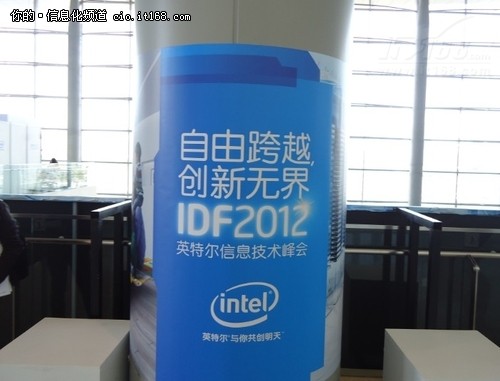 你的·信息化频道 cio.it168.com
自由跨越,
创新无界
IDF2012
英特尔信息技术峰会
intel
英特尔 与你共创明天